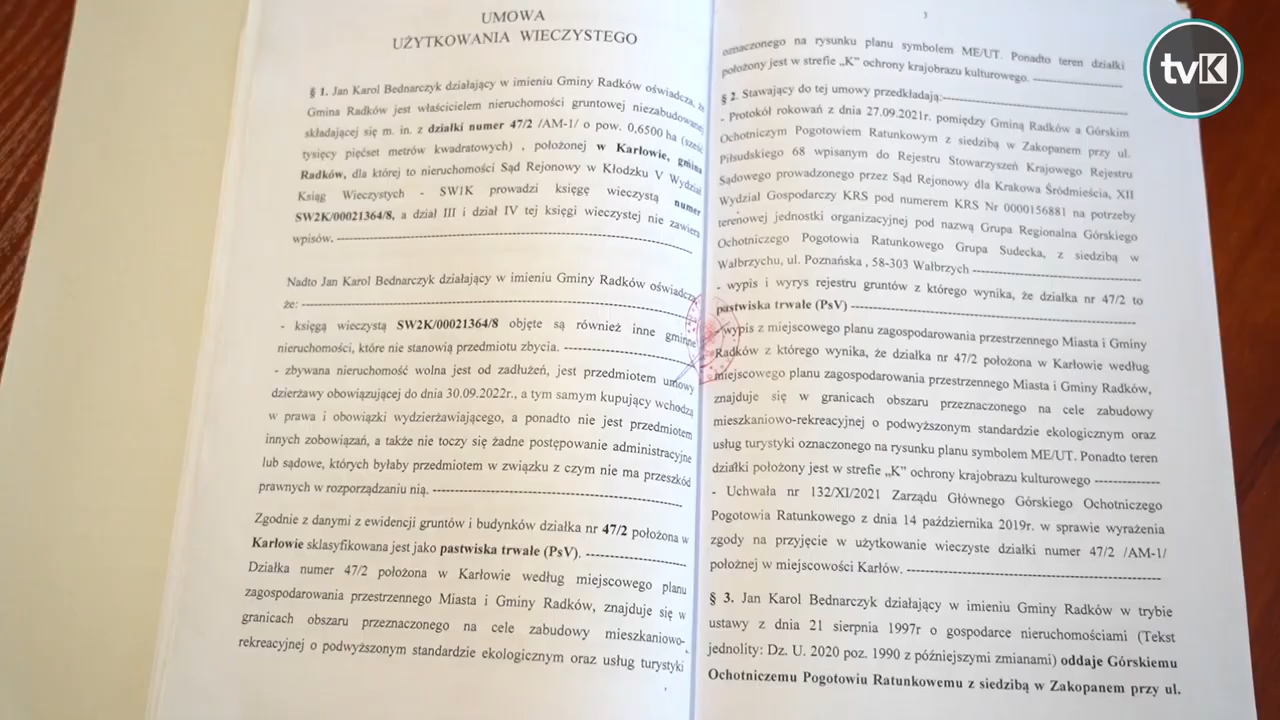 UMOWA
UŻYTKOWANIA WIECZYSTEGO
§ 1. Jan Karol Bednarczyk działający w imieniu Gminy Radków oświadcza, że
Gmina Radków jest właścicielem nieruchomości gruntowej niezabudowanej
składającej się m. in. z działki numer 47/2 /AM-1/ o pow. 0,6500 ha (sześć
tysięcy pięćset metrów kwadratowych) , położonej w Karłowie, gmina
Radków, dla której to nieruchomości Sąd Rejonowy w Kłodzku V Wydział
Ksiąg Wieczystych - SW1K prowadzi księgę wieczystą numer
SW2K/00021364/8, a dział III i dział IV tej księgi wieczystej nie zawiera
wpisów. ----------
Nadto Jan Karol Bednarczyk działający w imieniu Gminy Radków oświadcza,
że: ----------
- księgą wieczystą SW2K/00021364/8 objęte są również inne gminne
nieruchomości, które nie stanowią przedmiotu zbycia. ----------
- zbywana nieruchomość wolna jest od zadłużeń, jest przedmiotem umowy
dzierżawy obowiązującej do dnia 30.09.2022r., a tym samym kupujący wchodzą
w prawa i obowiązki wydzierżawiającego, a ponadto nie jest przedmiotem
innych zobowiązań, a także nie toczy się żadne postępowanie administracyjne
lub sądowe, których byłaby przedmiotem w związku z czym nie ma przeszkód
prawnych w rozporządzaniu nią. ----------
Zgodnie z danymi z ewidencji gruntów i budynków działka nr 47/2 położona w
Karłowie sklasyfikowana jest jako pastwiska trwałe (PsV). ----------
Działka numer 47/2 położona w Karłowie według miejscowego planu
zagospodarowania przestrzennego Miasta i Gminy Radków, znajduje się w
granicach obszaru przeznaczonego na cele zabudowy mieszkaniowo-
rekreacyjnej o podwyższonym standardzie ekologicznym oraz usług turystyki
3
oznaczonego na rysunku planu symbolem ME/UT. Ponadto teren działki
położony jest w strefie „K” ochrony krajobrazu kulturowego. ----------
§ 2. Stawający do tej umowy przedkładają:----------
- Protokół rokowań z dnia 27.09.2021r. pomiędzy Gminą Radków a Górskim
Ochotniczym Pogotowiem Ratunkowym z siedzibą w Zakopanem przy ul.
Piłsudskiego 68 wpisanym do Rejestru Stowarzyszeń Krajowego Rejestru
Sądowego prowadzonego przez Sąd Rejonowy dla Krakowa Śródmieścia, XII
Wydział Gospodarczy KRS pod numerem KRS Nr 0000156881 na potrzeby
terenowej jednostki organizacyjnej pod nazwą Grupa Regionalna Górskiego
Ochotniczego Pogotowia Ratunkowego Grupa Sudecka, z siedzibą w
Wałbrzychu, ul. Poznańska , 58-303 Wałbrzych ----------
- wypis i wyrys rejestru gruntów z którego wynika, że działka nr 47/2 to
pastwiska trwałe (PsV) ----------
- wypis z miejscowego planu zagospodarowania przestrzennego Miasta i Gminy
Radków z którego wynika, że działka nr 47/2 położona w Karłowie według
miejscowego planu zagospodarowania przestrzennego Miasta i Gminy Radków,
znajduje się w granicach obszaru przeznaczonego na cele zabudowy
mieszkaniowo-rekreacyjnej o podwyższonym standardzie ekologicznym oraz
usług turystyki oznaczonego na rysunku planu symbolem ME/UT. Ponadto teren
działki położony jest w strefie „K” ochrony krajobrazu kulturowego ----------
- Uchwała nr 132/XI/2021 Zarządu Głównego Górskiego Ochotniczego
Pogotowia Ratunkowego z dnia 14 października 2019r. w sprawie wyrażenia
zgody na przyjęcie w użytkowanie wieczyste działki numer 47/2 /AM-1/
położnej w miejscowości Karłów. ----------
§ 3. Jan Karol Bednarczyk działający w imieniu Gminy Radków w trybie
ustawy z dnia 21 sierpnia 1997r o gospodarce nieruchomościami (Tekst
jednolity: Dz. U. 2020 poz. 1990 z późniejszymi zmianami) oddaje Górskiemu
Ochotniczemu Pogotowiu Ratunkowemu z siedzibą w Zakopanem przy ul.
tvK